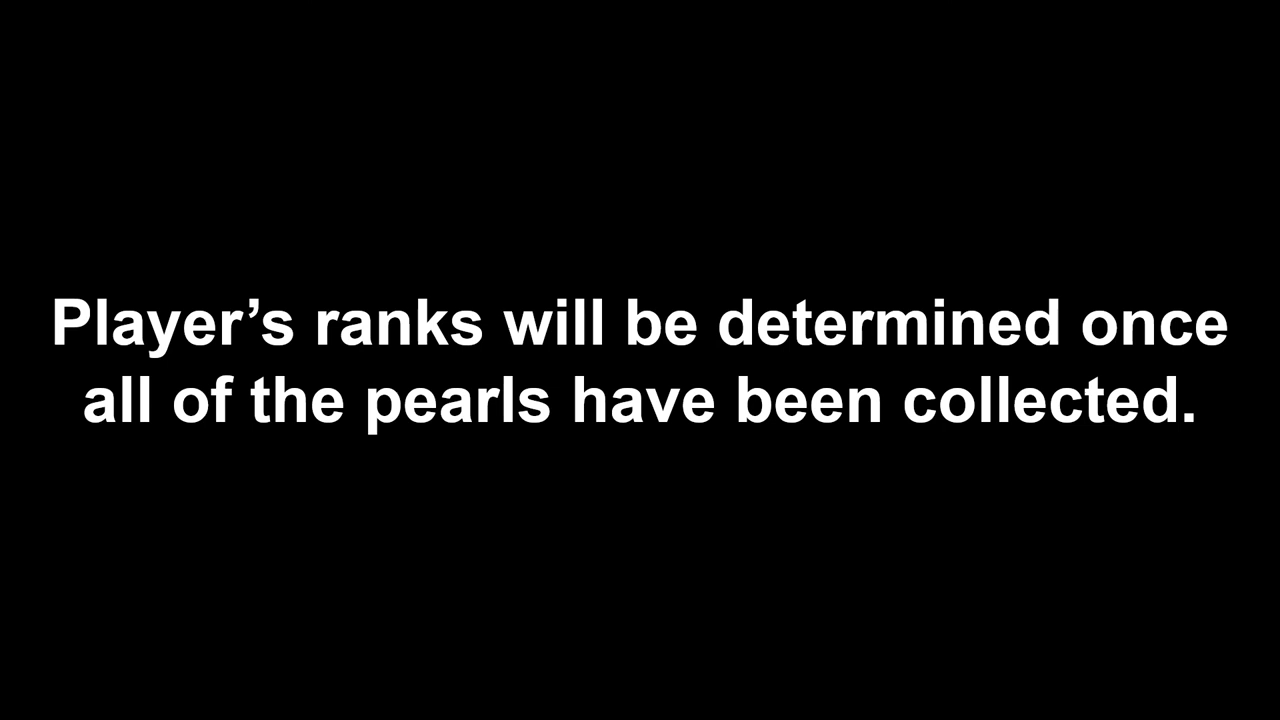 Player’s ranks will be determined once
all of the pearls have been collected.